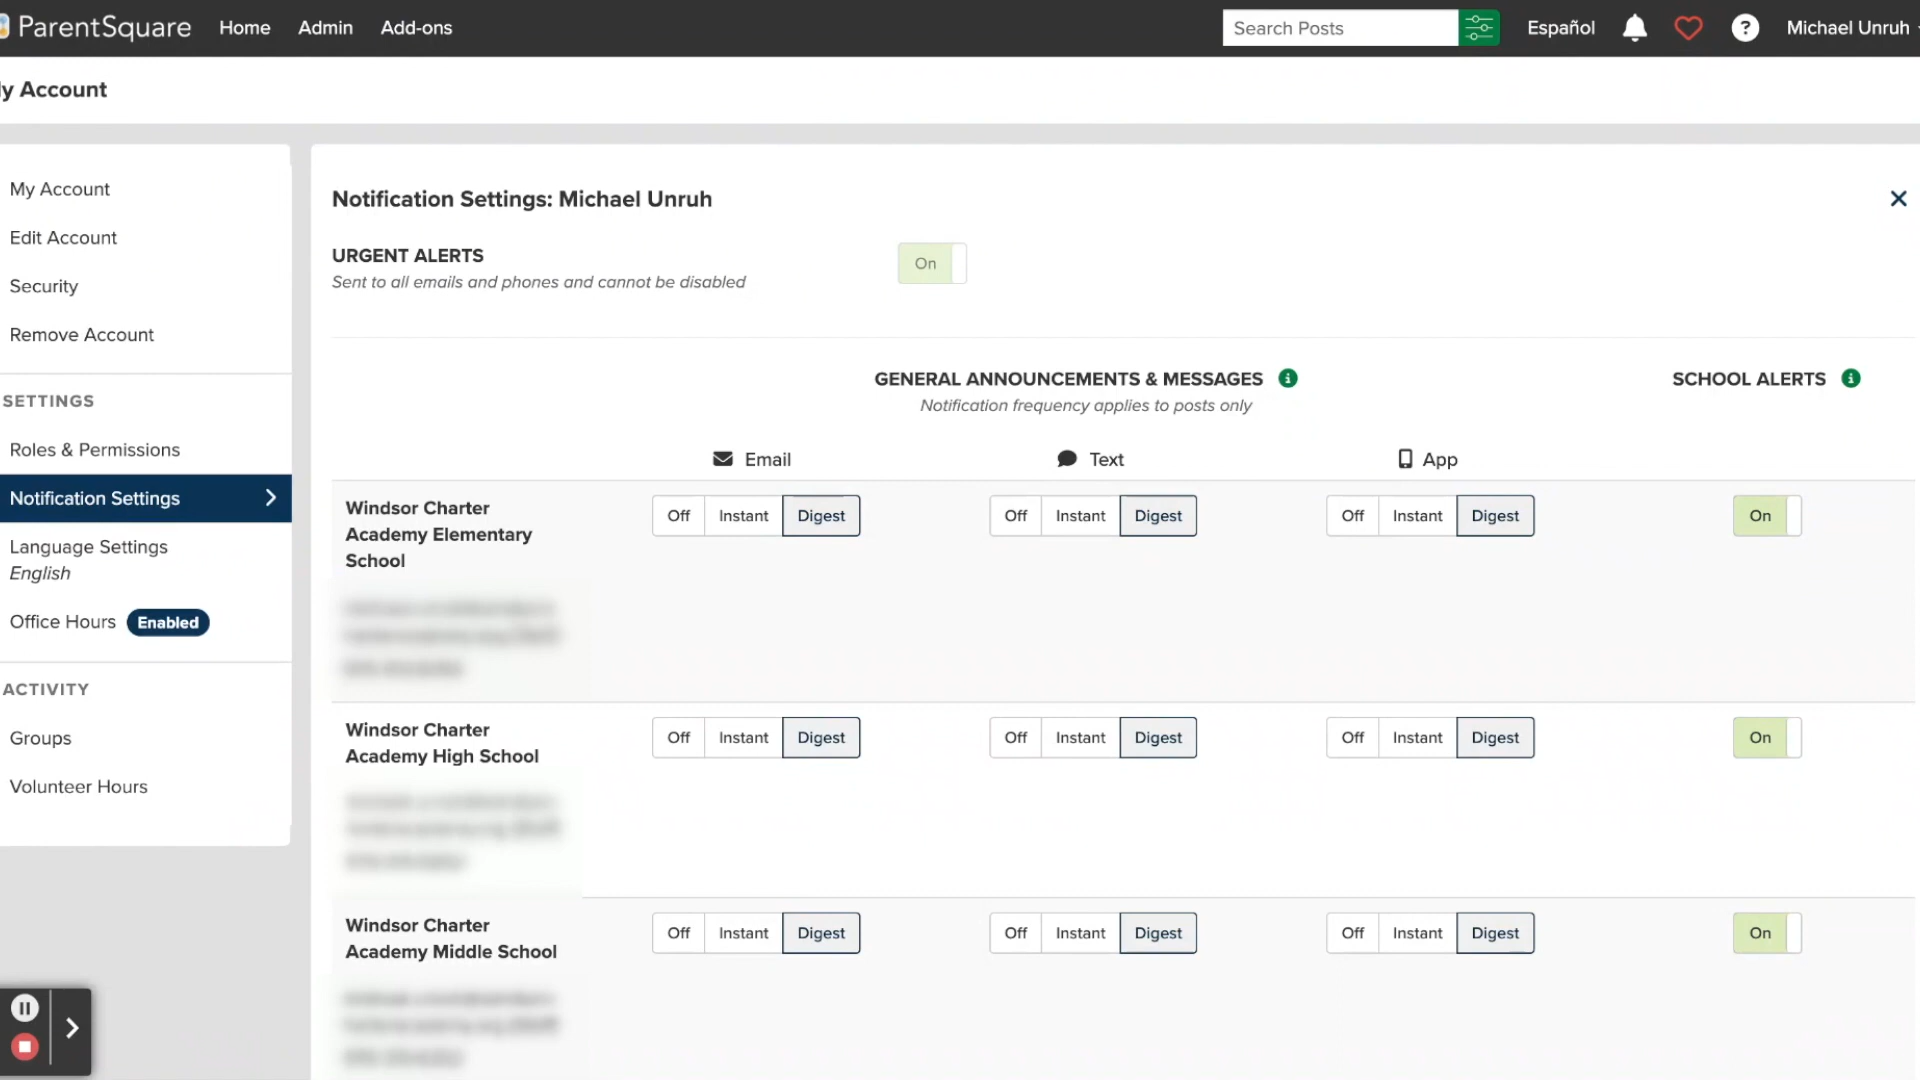 ParentSquare Home Admin Add-ons Search Posts Español ? Michael Unruh
y Account
My Account
Edit Account
Security
Remove Account
SETTINGS
Roles & Permissions
Notification Settings
Language Settings
English
Office Hours Enabled
ACTIVITY
Groups
Volunteer Hours
Notification Settings: Michael Unruh
URGENT ALERTS On
Sent to all emails and phones and cannot be disabled
GENERAL ANNOUNCEMENTS & MESSAGES i SCHOOL ALERTS i
Notification frequency applies to posts only
Email Text App
Windsor Charter Off Instant Digest Off Instant Digest Off Instant Digest On
Academy Elementary
School
Windsor Charter Off Instant Digest Off Instant Digest Off Instant Digest On
Academy High School
Windsor Charter Off Instant Digest Off Instant Digest Off Instant Digest On
Academy Middle School